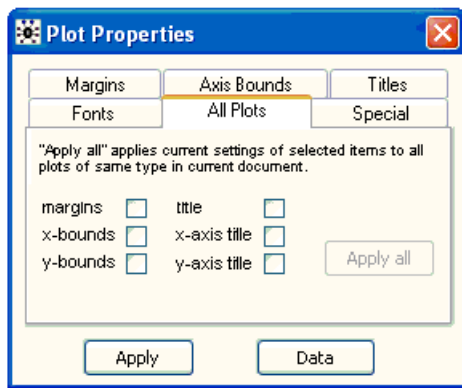 Plot Properties
Margins Axis Bounds Titles
Fonts All Plots Special
"Apply all" applies current settings of selected items to all
plots of same type in current document.
margins title
x-bounds x-axis title
y-bounds y-axis title Apply all
Apply Data